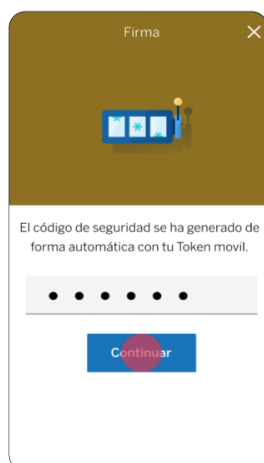 Firma
El código de seguridad se ha generado de
forma automática con tu Token movil.
Continuar